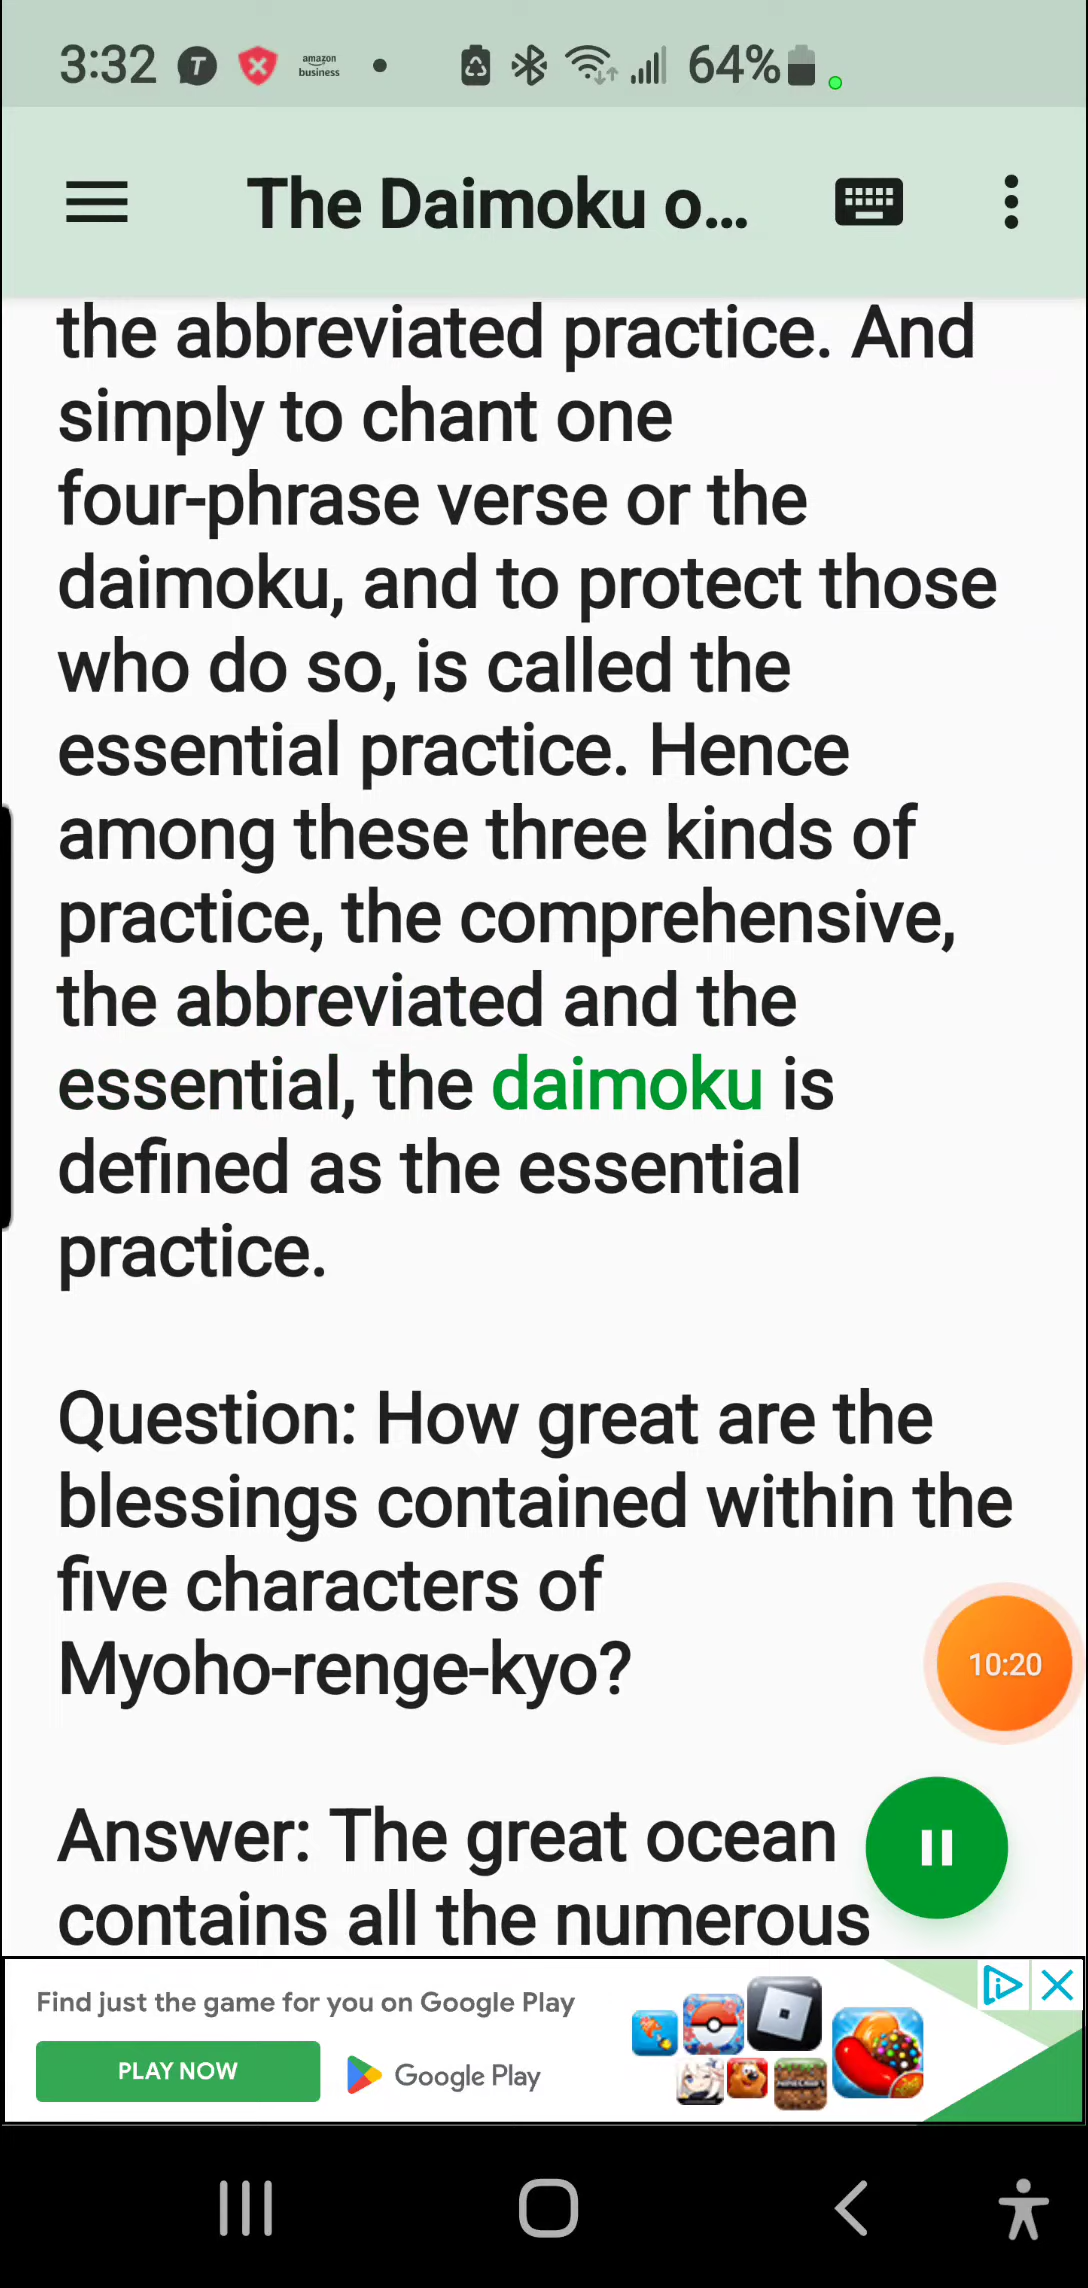 3:32
T
amazon
business
64%
The Daimoku o...
the abbreviated practice. And
simply to chant one
four-phrase verse or the
daimoku, and to protect those
who do so, is called the
essential practice. Hence
among these three kinds of
practice, the comprehensive,
the abbreviated and the
essential, the daimoku is
defined as the essential
practice.
Question: How great are the
blessings contained within the
five characters of
Myoho-renge-kyo?
10:20
Answer: The great ocean
contains all the numerous
Find just the game for you on Google Play
PLAY NOW
Google Play